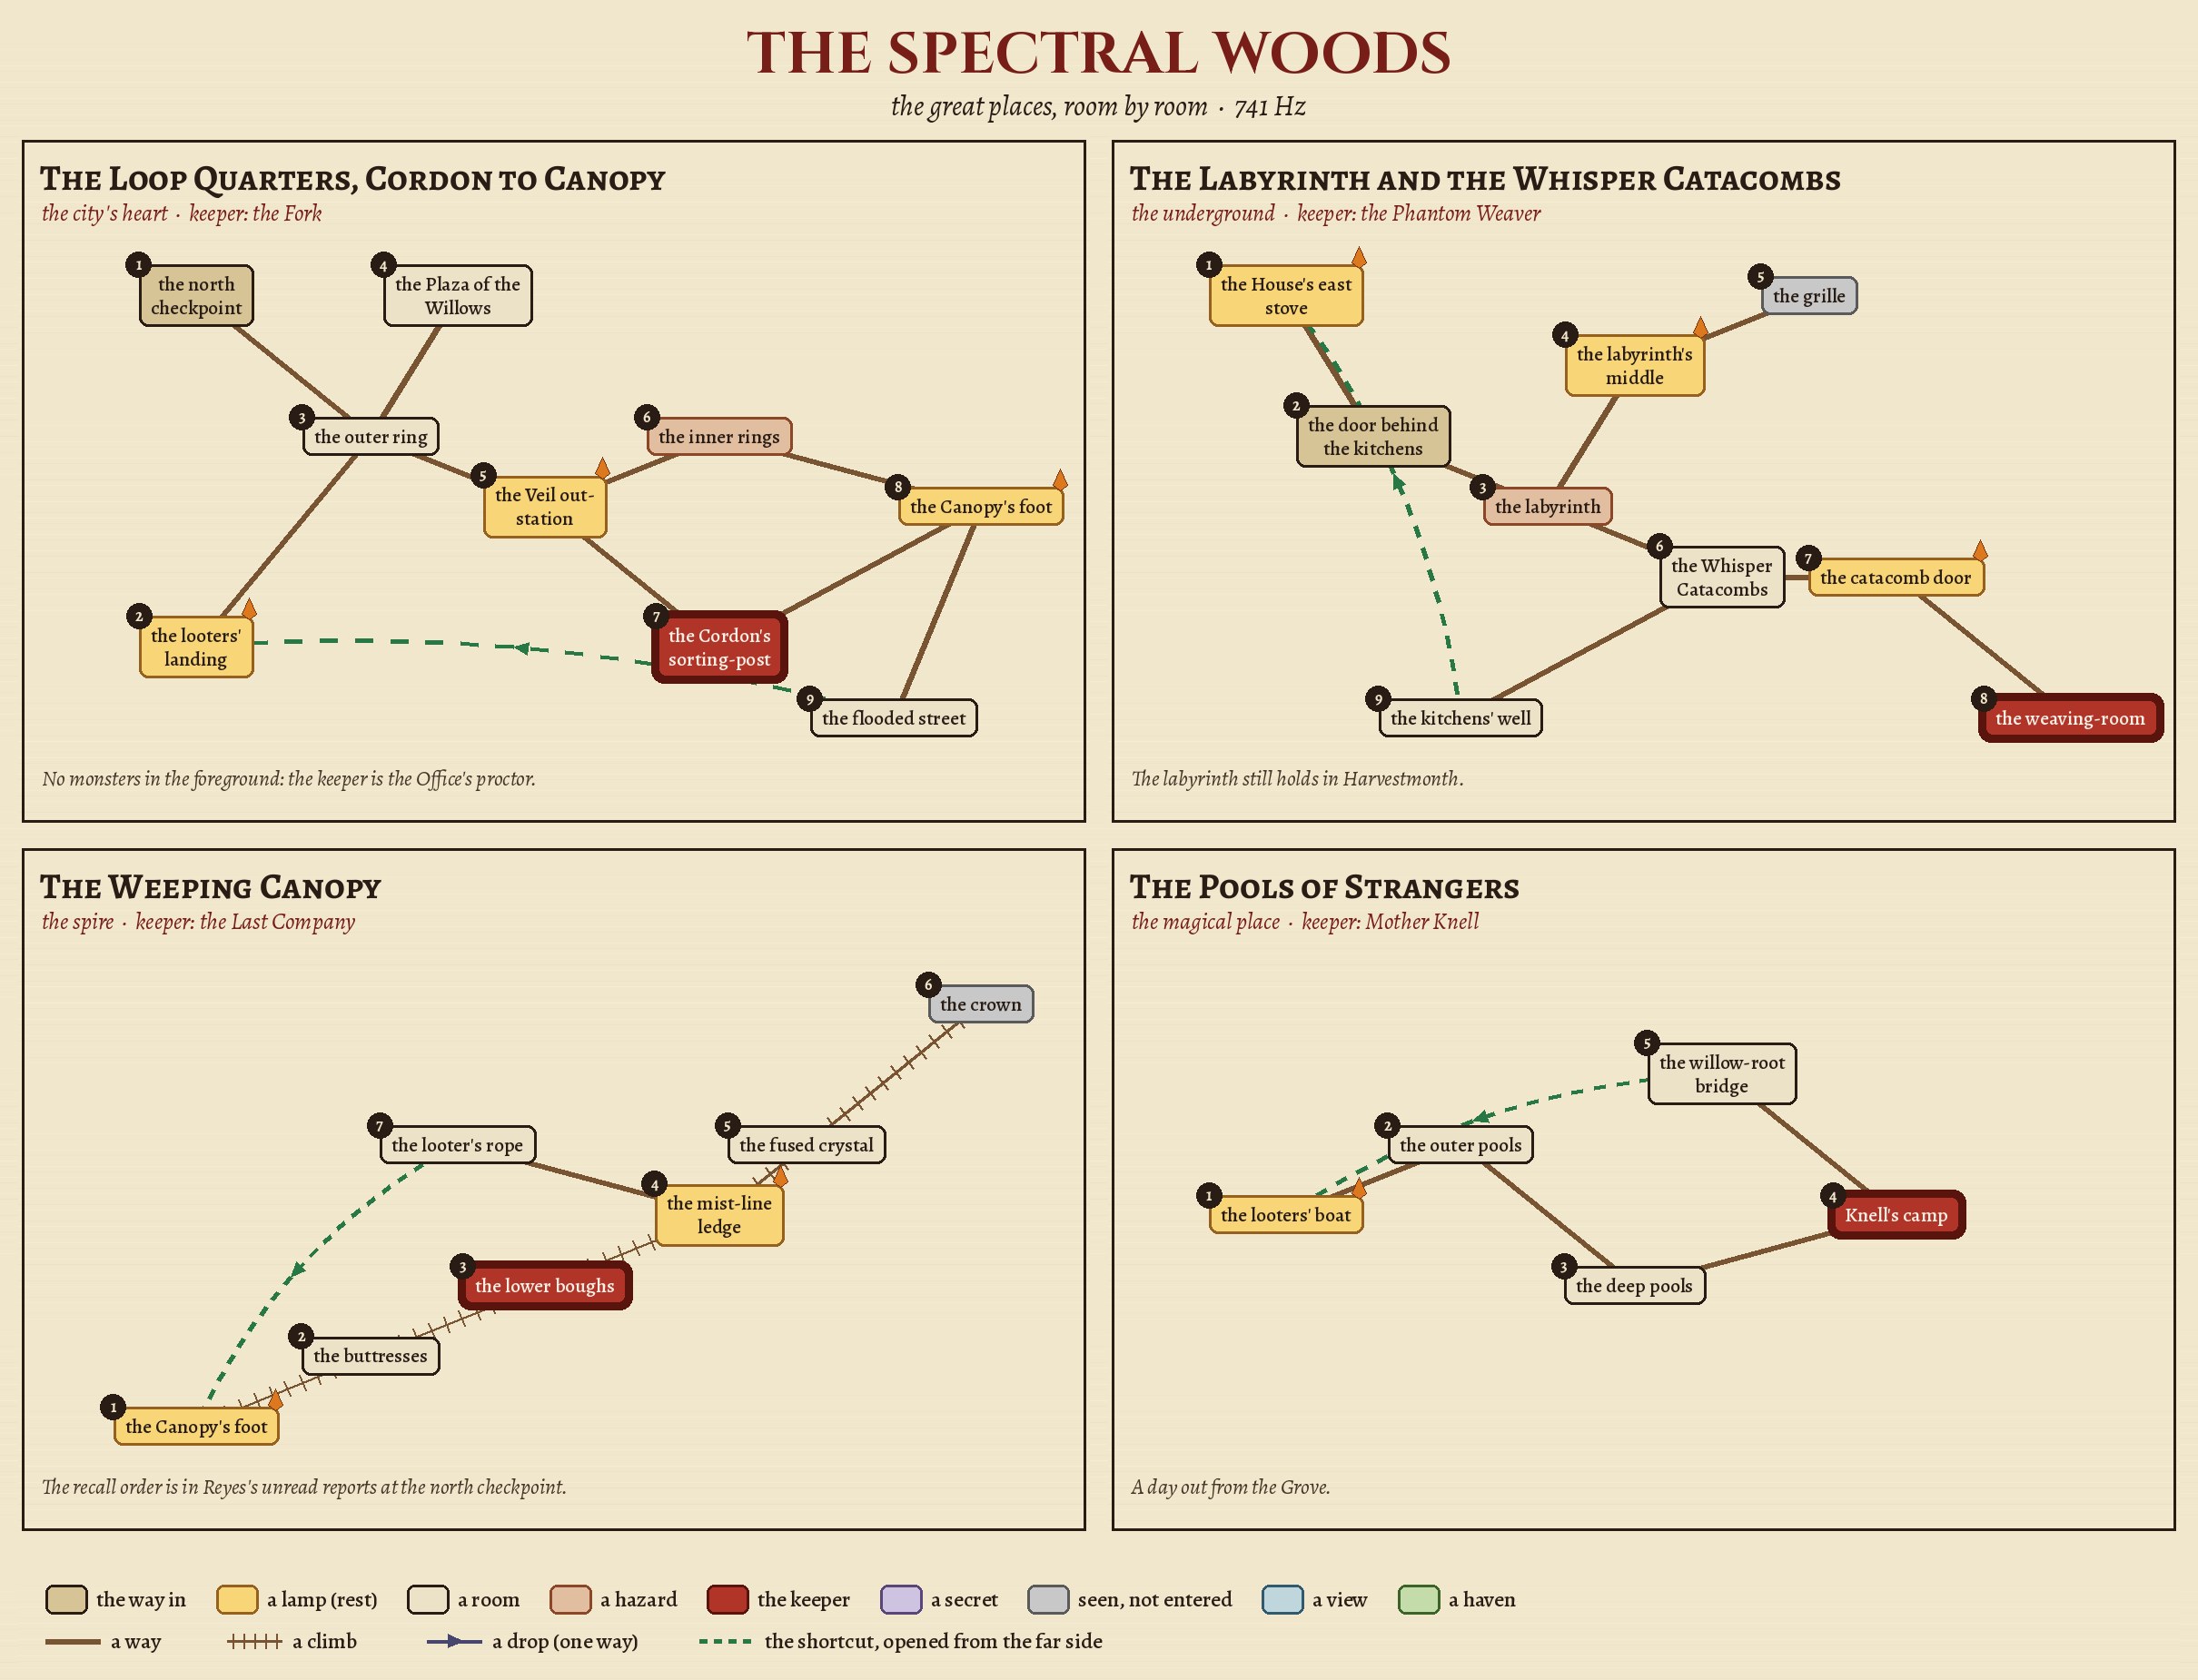 THE SPECTRAL WOODS
the great places, room by room · 741 Hz
THE LOOP QUARTERS, CORDON TO CANOPY
the city's heart · keeper: the Fork
1
the north
checkpoint
4
the Plaza of the
Willows
3
the outer ring
6
the inner rings
5
the Veil out-
station
8
the Canopy's foot
2
the looters'
landing
7
the Cordon's
sorting-post
9
the flooded street
No monsters in the foreground: the keeper is the Office's proctor.
THE LABYRINTH AND THE WHISPER CATACOMBS
the underground · keeper: the Phantom Weaver
1
the House's east
stove
5
the grille
4
the labyrinth's
middle
2
the door behind
the kitchens
3
the labyrinth
6
the Whisper
Catacombs
7
the catacomb door
9
the kitchens' well
8
the weaving-room
The labyrinth still holds in Harvestmonth.
THE WEEPING CANOPY
the spire · keeper: the Last Company
6
the crown
7
the looter's rope
5
the fused crystal
4
the mist-line
ledge
3
the lower boughs
2
the buttresses
1
the Canopy's foot
The recall order is in Reyes's unread reports at the north checkpoint.
THE POOLS OF STRANGERS
the magical place · keeper: Mother Knell
5
the willow-root
bridge
2
the outer pools
1
the looters' boat
4
Knell's camp
3
the deep pools
A day out from the Grove.
the way in
a lamp (rest)
a room
a hazard
the keeper
a secret
seen, not entered
a view
a haven
a way
a climb
a drop (one way)
the shortcut, opened from the far side